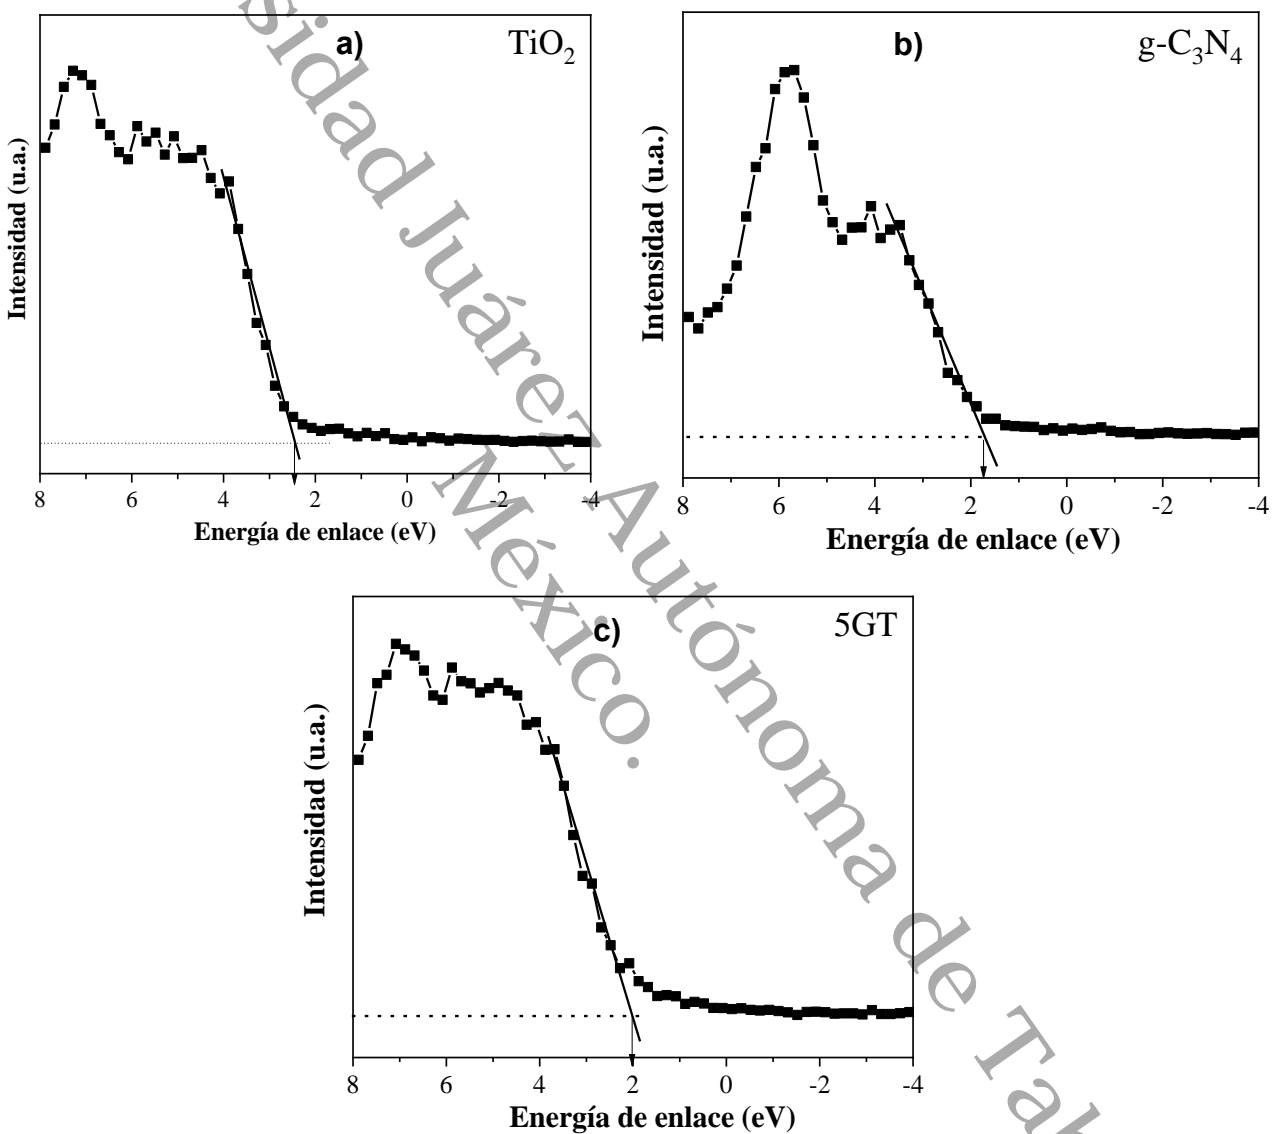 a)
TiO₂
Intensidad (u.a.)
8 6 4 2 0 -2 -4
Energía de enlace (eV)
b)
g-C₃N₄
Intensidad (u.a.)
8 6 4 2 0 -2 -4
Energía de enlace (eV)
c)
5GT
Intensidad (u.a.)
8 6 4 2 0 -2 -4
Energía de enlace (eV)
sidad Juárez Autónoma de Tab
México.